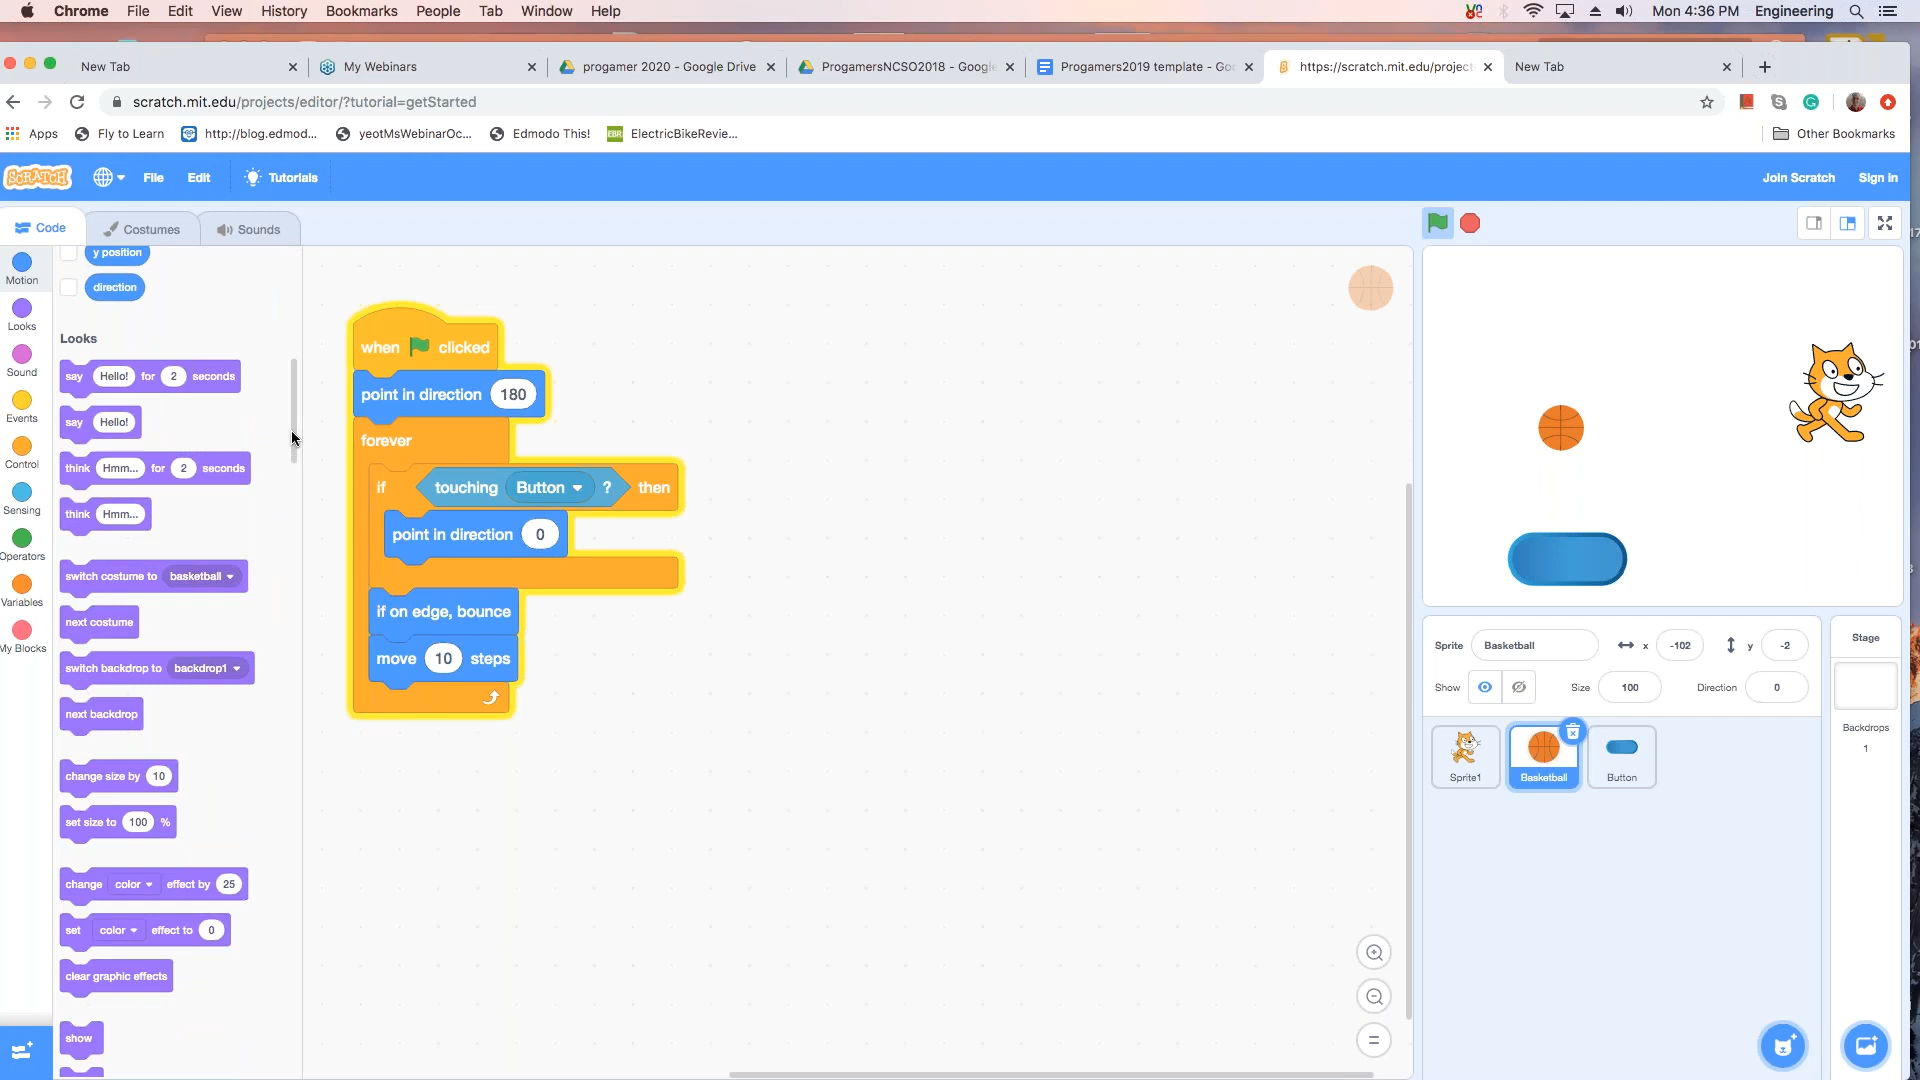 Chrome File Edit View History Bookmarks People Tab Window Help Mon 4:36 PM Engineering
New Tab My Webinars progamer 2020 - Google Drive ProgamersNCSO2018 - Google Progamers2019 template - Goo https://scratch.mit.edu/project New Tab
scratch.mit.edu/projects/editor/?tutorial=getStarted
Apps Fly to Learn http://blog.edmod... yeotMsWebinarOc... Edmodo This! EBR ElectricBikeRevie... Other Bookmarks
SCRATCH File Edit Tutorials Join Scratch Sign in
Code Costumes Sounds
Motion
Looks
Sound
Events
Control
Sensing
Operators
Variables
My Blocks
y position
direction
Looks
say Hello! for 2 seconds
say Hello!
think Hmm... for 2 seconds
think Hmm...
switch costume to basketball
next costume
switch backdrop to backdrop1
next backdrop
change size by 10
set size to 100 %
change color effect by 25
set color effect to 0
clear graphic effects
show
when clicked
point in direction 180
forever
if touching Button ? then
point in direction 0
if on edge, bounce
move 10 steps
Sprite Basketball x -102 y -2
Show Size 100 Direction 0
Sprite1
Basketball
Button
Stage
Backdrops
1